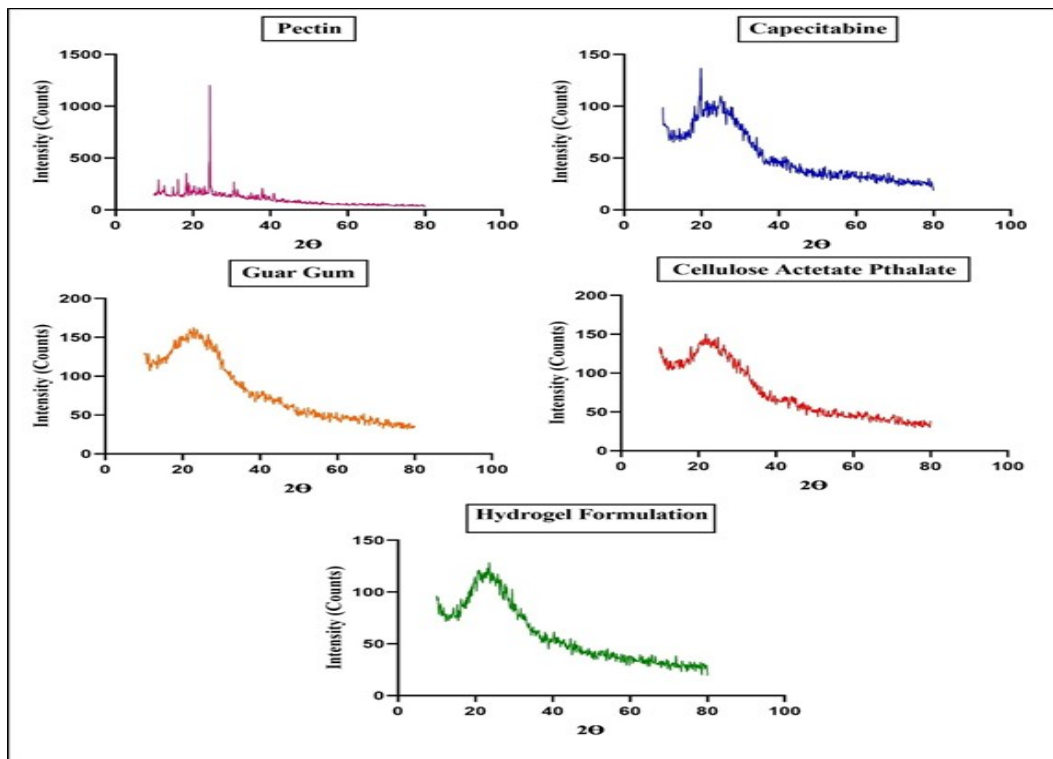 Pectin
Intensity (Counts)
1500
1000
500
0
0 20 40 60 80 100
2Θ
Capecitabine
Intensity (Counts)
150
100
50
0
0 20 40 60 80 100
2Θ
Guar Gum
Intensity (Counts)
200
150
100
50
0
0 20 40 60 80 100
2Θ
Cellulose Actetate Pthalate
Intensity (Counts)
200
150
100
50
0
0 20 40 60 80 100
2Θ
Hydrogel Formulation
Intensity (Counts)
150
100
50
0
0 20 40 60 80 100
2Θ